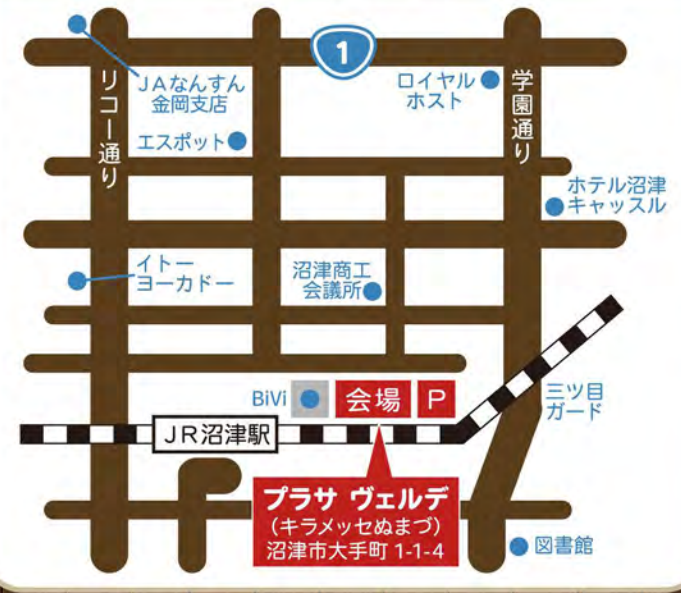 1
リコー通り
JAなんすん
金岡支店
エスポット
ロイヤル
ホスト
学園通り
ホテル沼津
キャッスル
イトー
ヨーカドー
沼津商工
会議所
BiVi
会場
P
三ツ目
ガード
JR沼津駅
プラサ ヴェルデ
(キラメッセぬまづ)
沼津市大手町 1-1-4
図書館